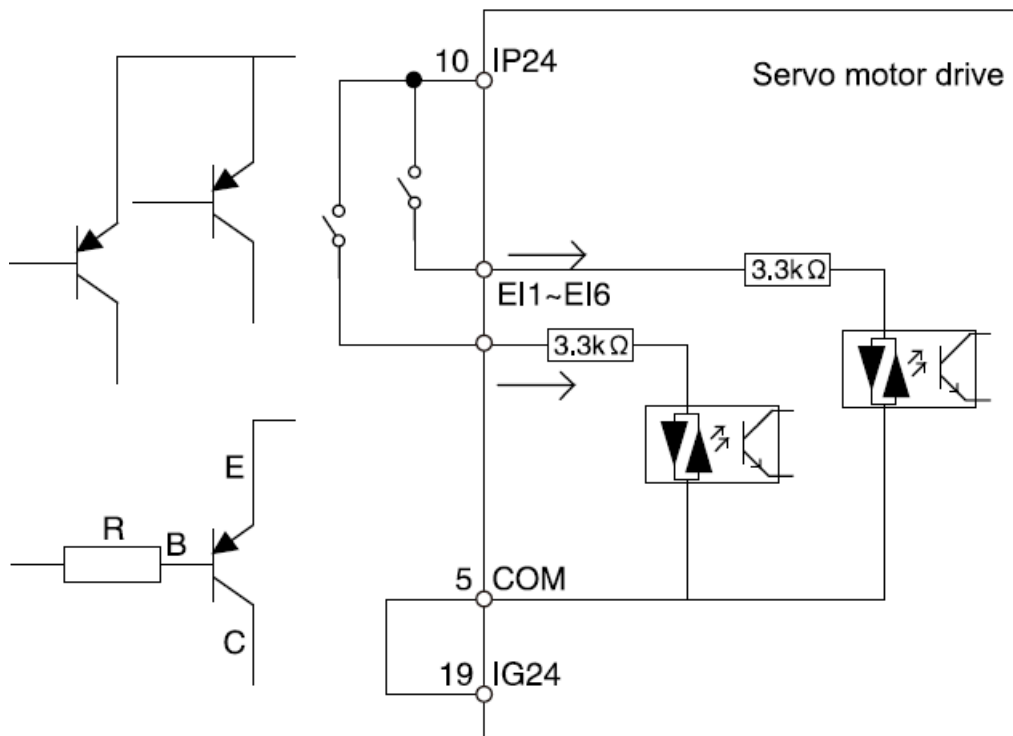 10 IP24
Servo motor drive
3.3kΩ
EI1~EI6
3.3kΩ
E
R
B
C
5 COM
19 IG24